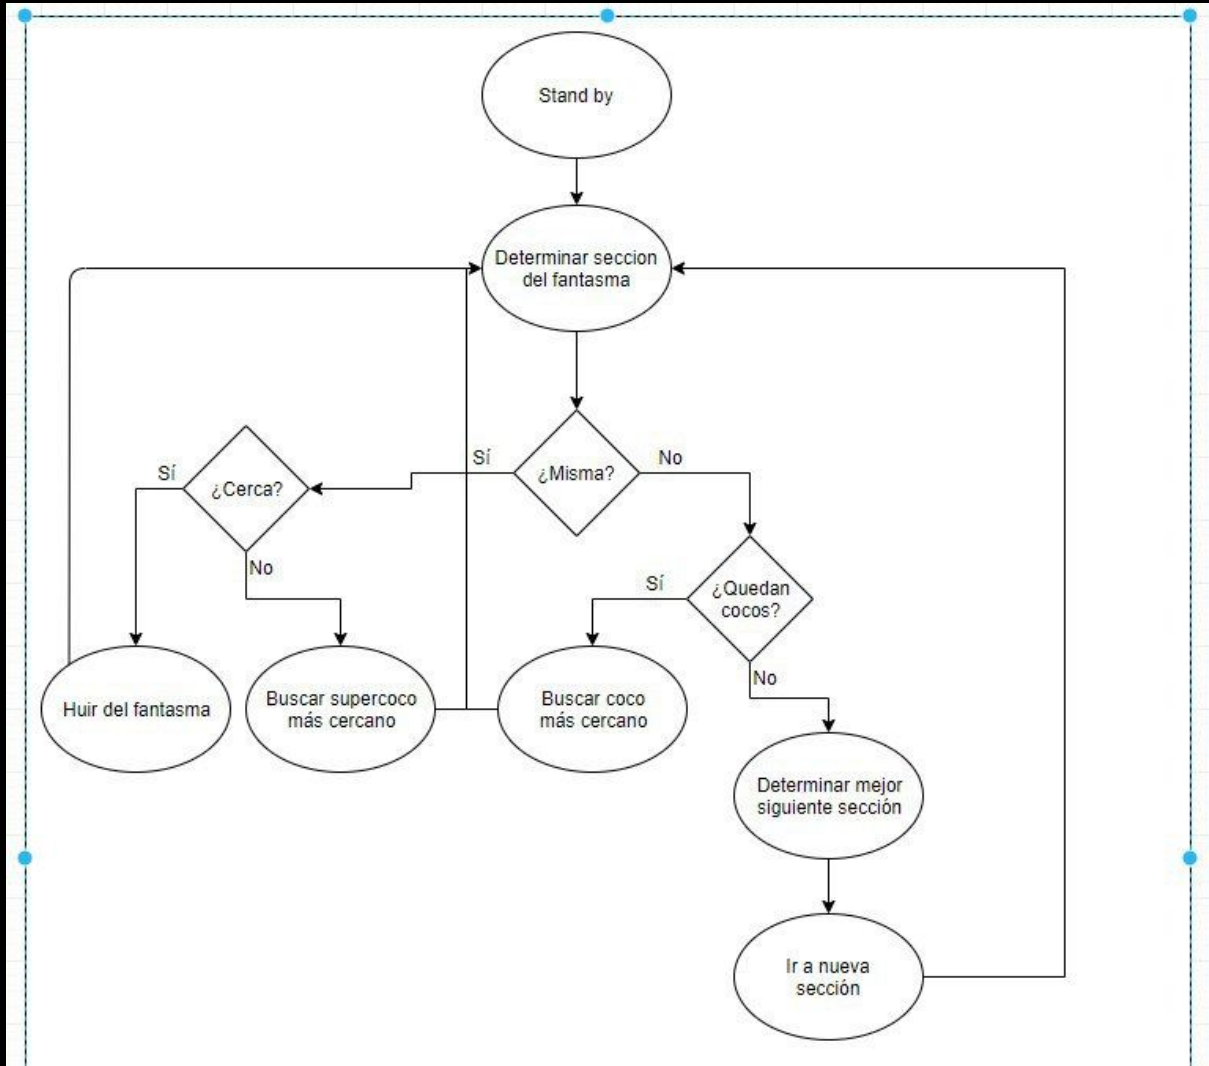 Stand by
Determinar seccion
del fantasma
Sí
¿Misma?
No
Sí
¿Cerca?
No
Sí
¿Quedan
cocos?
No
Huir del fantasma
Buscar supercoco
más cercano
Buscar coco
más cercano
Determinar mejor
siguiente sección
Ir a nueva
sección